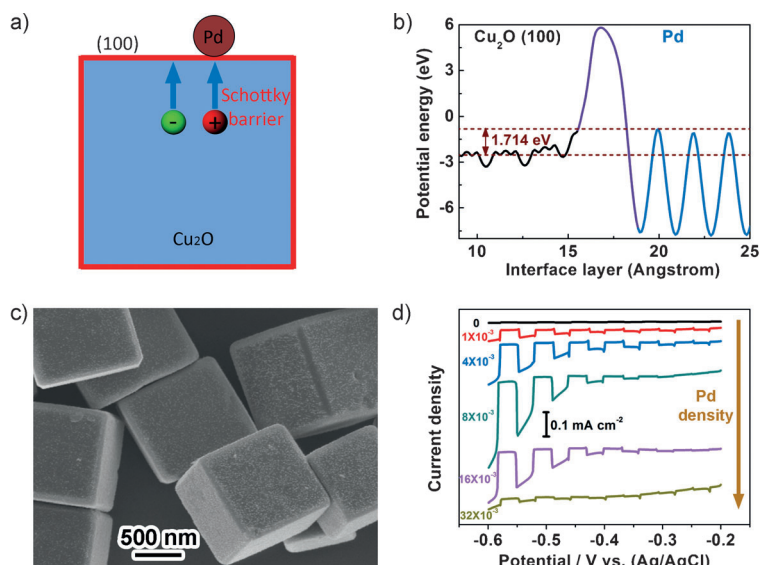 a)
(100)
Pd
Schottky
barrier
-
+
Cu₂O
b)
Cu₂O (100)
Pd
1.714 eV
Potential energy (eV)
6
3
0
-3
-6
10
15
20
25
Interface layer (Angstrom)
c)
500 nm
d)
0
1X10⁻³
4X10⁻³
8X10⁻³
16X10⁻³
32X10⁻³
0.1 mA cm⁻²
Pd
density
Current density
-0.6
-0.5
-0.4
-0.3
-0.2
Potential / V vs. (Ag/AgCl)